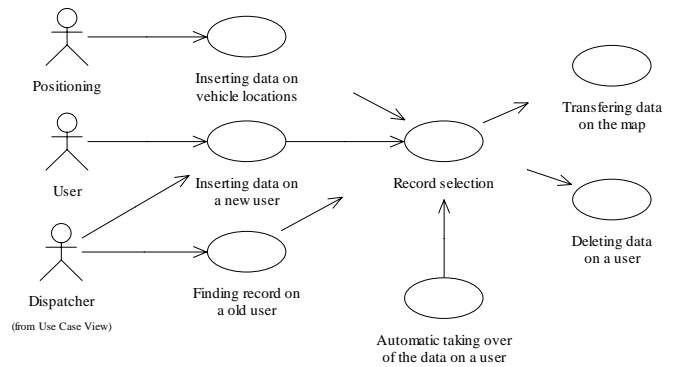 Positioning
Inserting data on
vehicle locations
Transfering data
on the map
User
Inserting data on
a new user
Record selection
Dispatcher
(from Use Case View)
Finding record on
a old user
Deleting data
on a user
Automatic taking over
of the data on a user